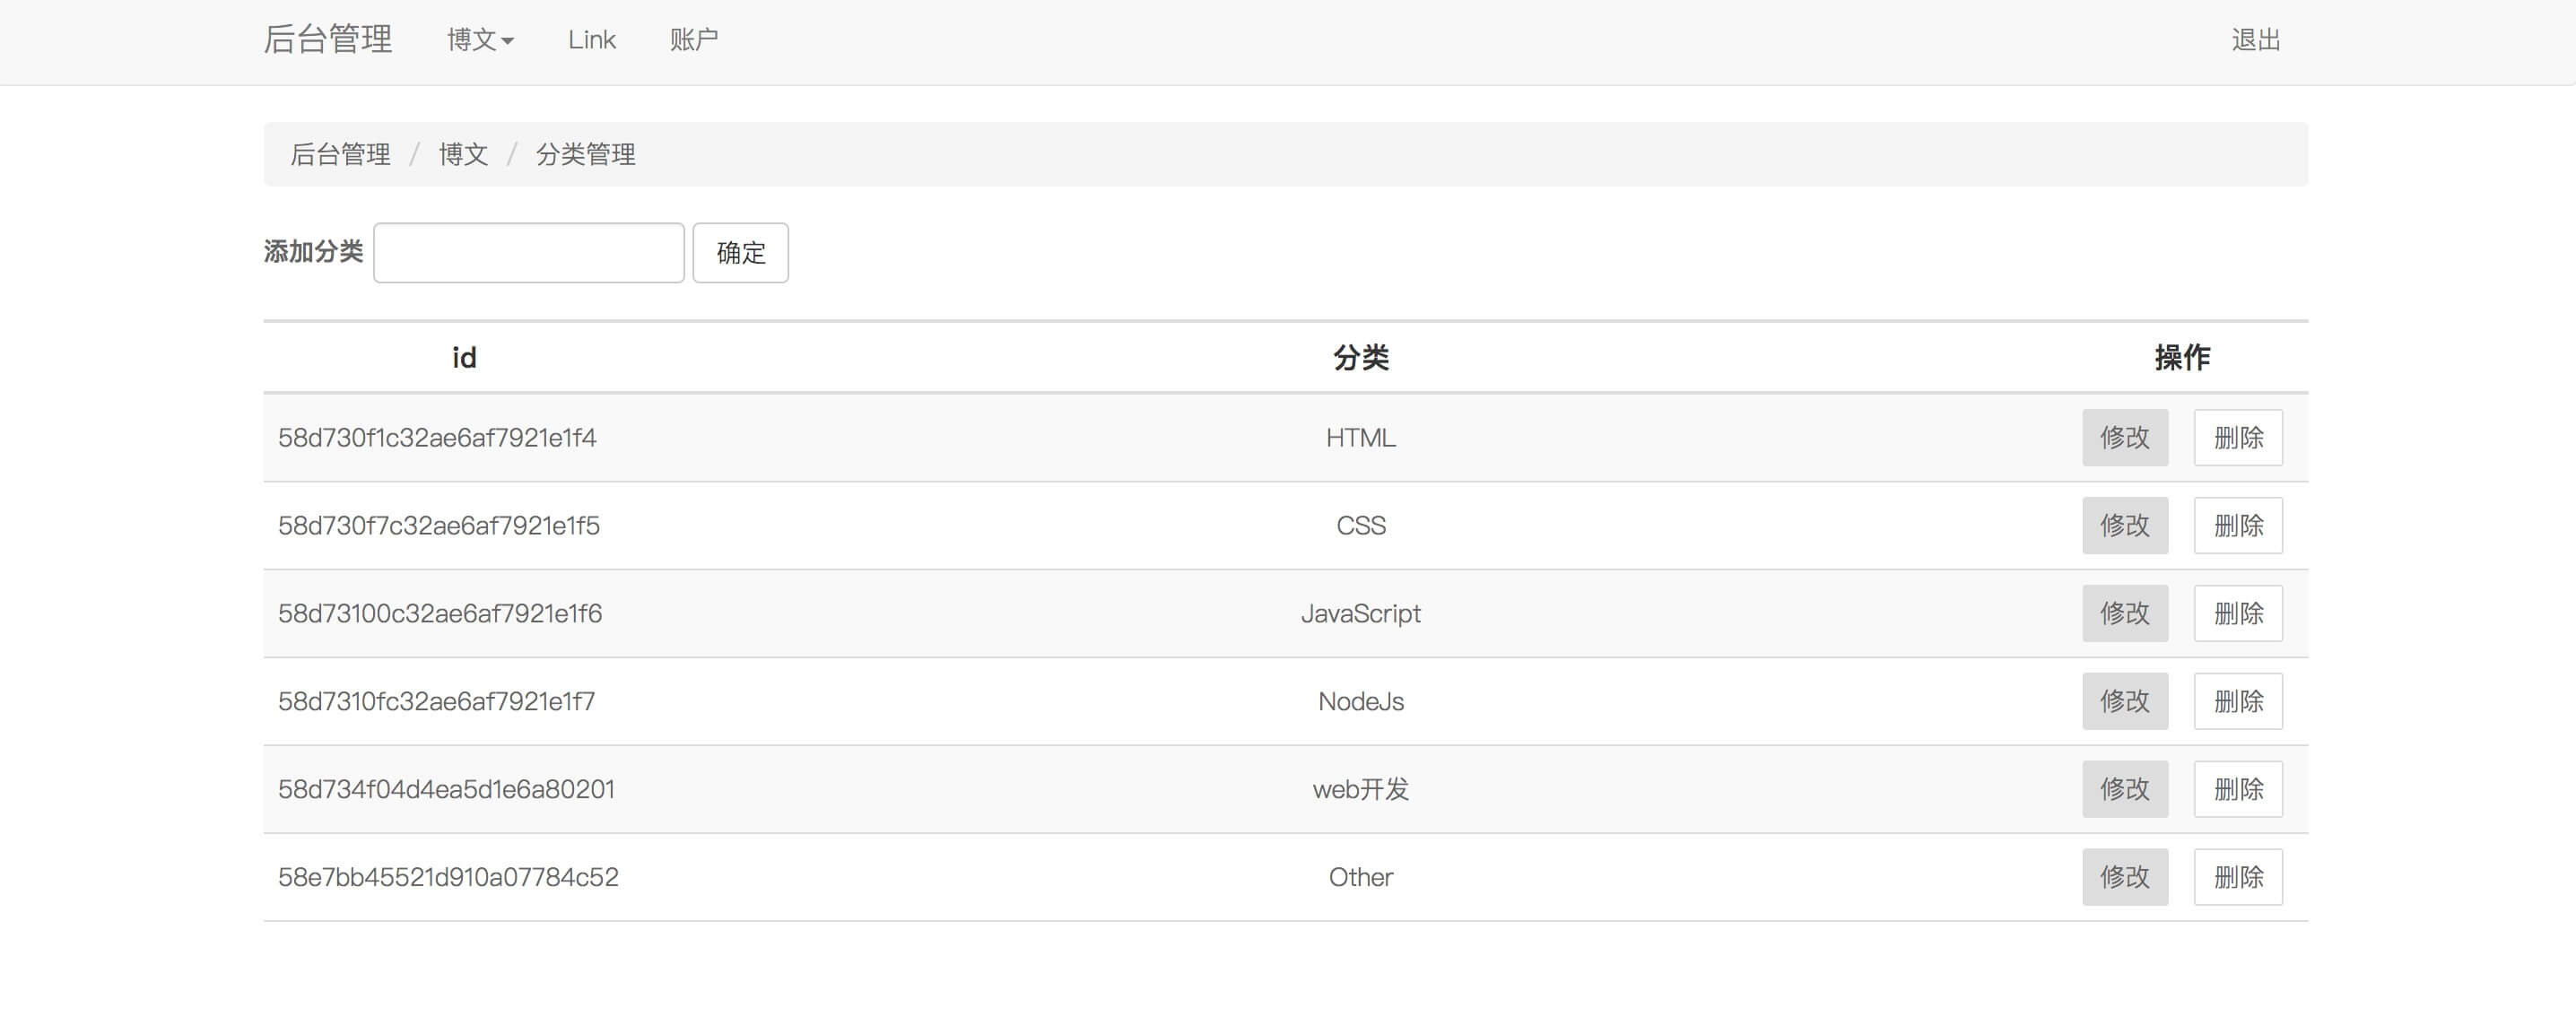 后台管理 博文 Link 账户 退出
后台管理 / 博文 / 分类管理
添加分类 确定
id 分类 操作
58d730f1c32ae6af7921e1f4 HTML 修改 删除
58d730f7c32ae6af7921e1f5 CSS 修改 删除
58d73100c32ae6af7921e1f6 JavaScript 修改 删除
58d7310fc32ae6af7921e1f7 NodeJs 修改 删除
58d734f04d4ea5d1e6a80201 web开发 修改 删除
58e7bb45521d910a07784c52 Other 修改 删除